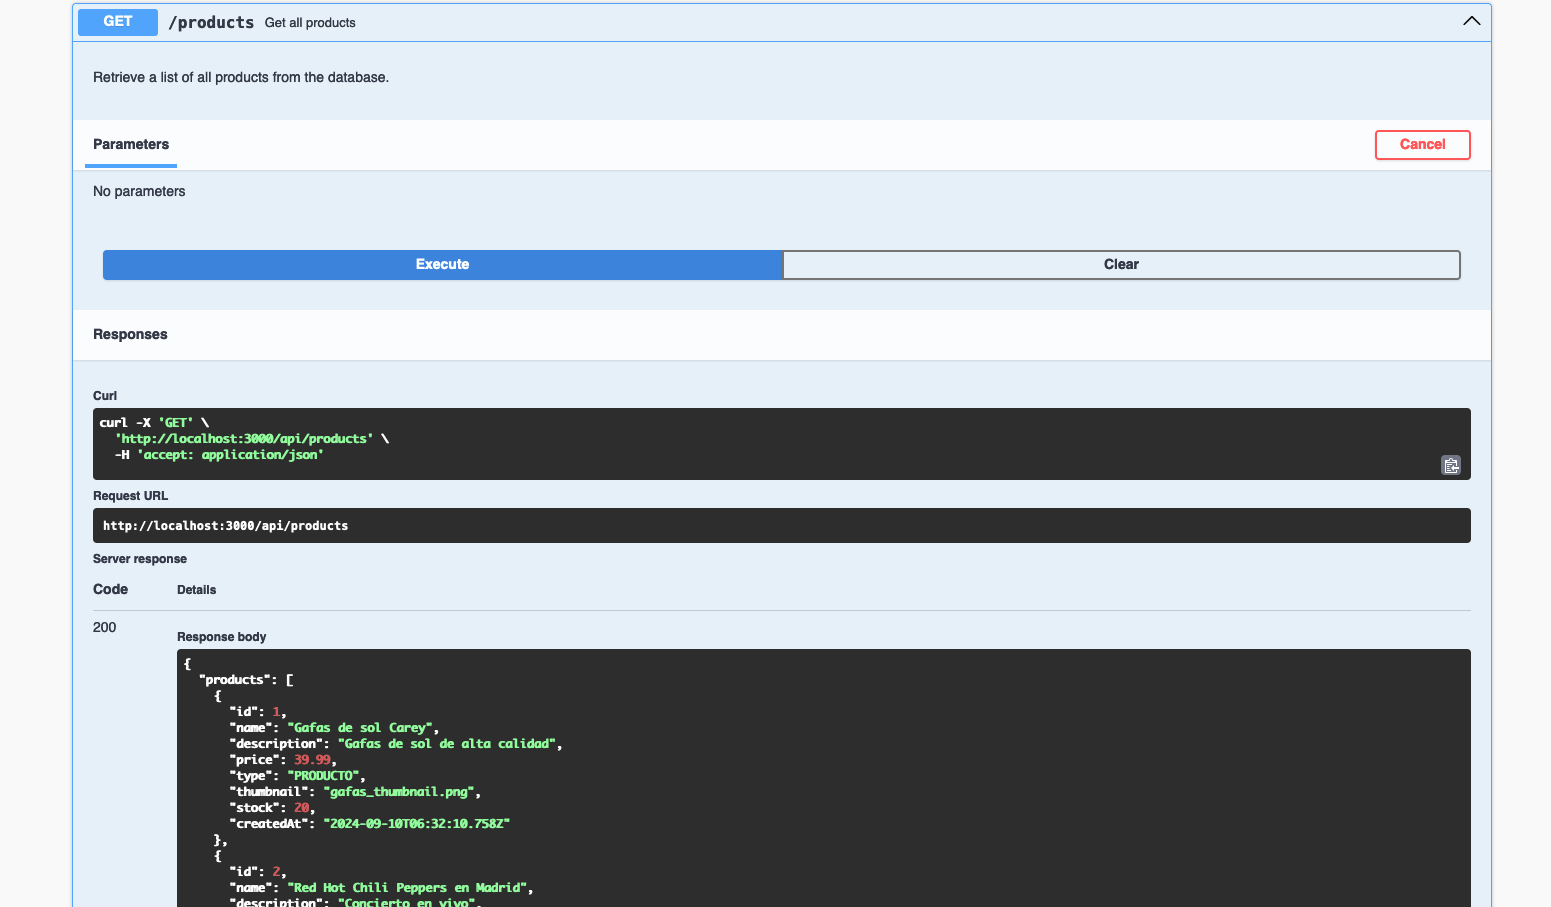 GET /products Get all products
Retrieve a list of all products from the database.
Parameters
Cancel
No parameters
Execute
Clear
Responses
Curl
curl -X 'GET' \
'http://localhost:3000/api/products' \
-H 'accept: application/json'
Request URL
http://localhost:3000/api/products
Server response
Code Details
200
Response body
{
"products": [
{
"id": 1,
"name": "Gafas de sol Carey",
"description": "Gafas de sol de alta calidad",
"price": 39.99,
"type": "PRODUCTO",
"thumbnail": "gafas_thumbnail.png",
"stock": 20,
"createdAt": "2024-09-10T06:32:10.758Z"
},
{
"id": 2,
"name": "Red Hot Chili Peppers en Madrid",
"description": "Concierto en vivo",